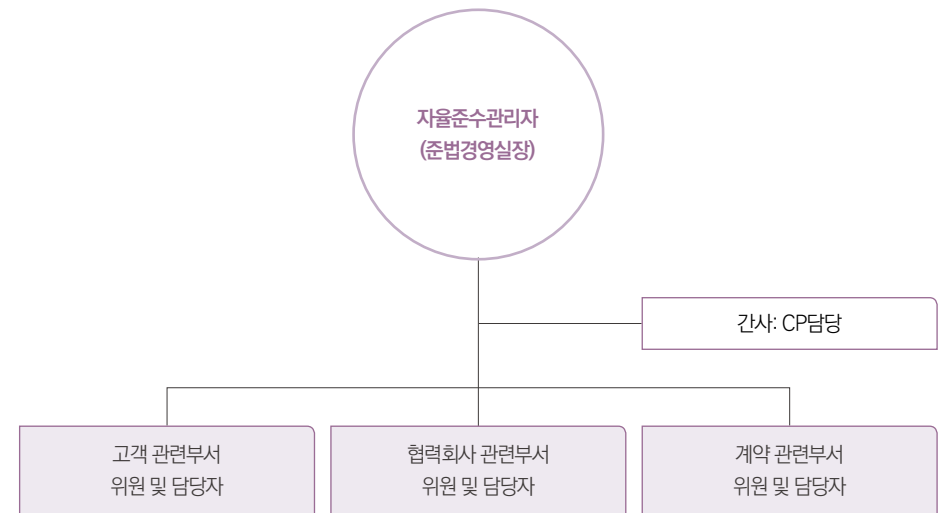 자율준수관리자
(준법경영실장)
간사: CP담당
고객 관련부서
위원 및 담당자
협력회사 관련부서
위원 및 담당자
계약 관련부서
위원 및 담당자